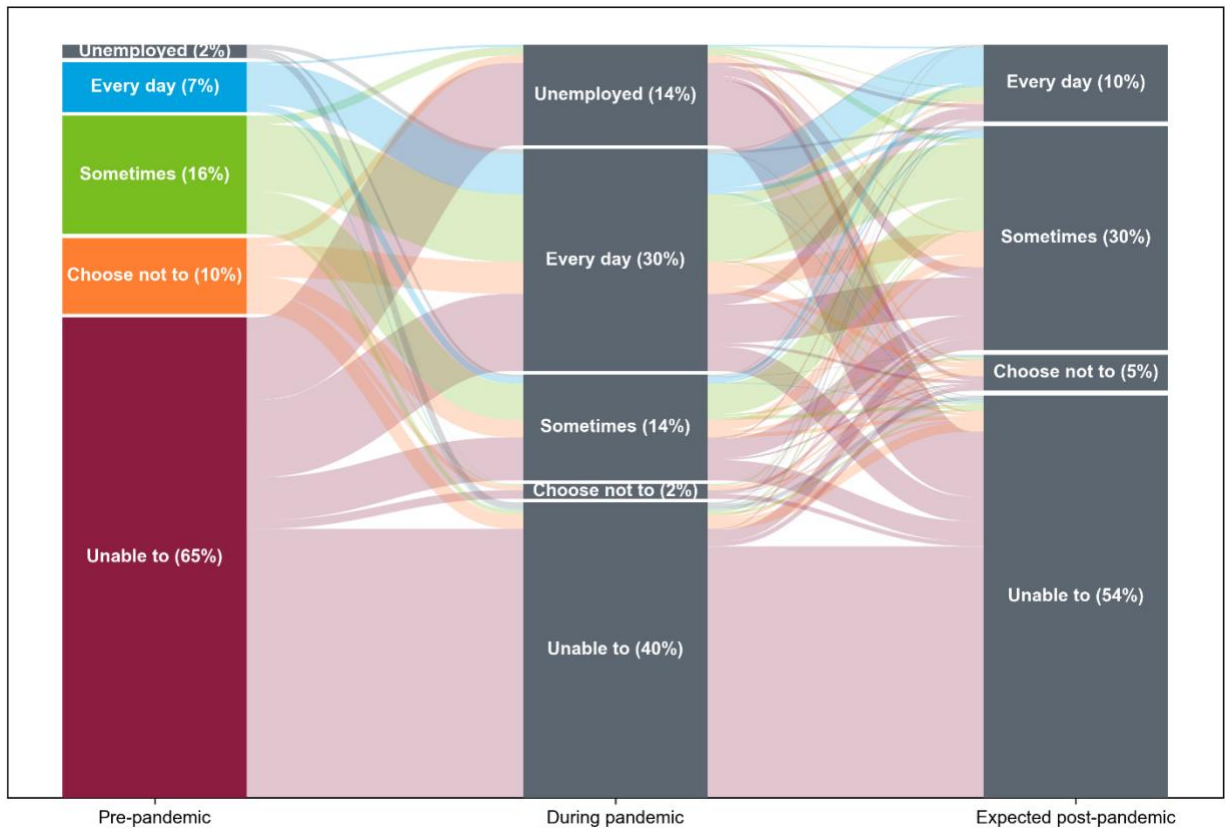 Unemployed (2%)
Every day (7%)
Sometimes (16%)
Choose not to (10%)
Unable to (65%)
Unemployed (14%)
Every day (30%)
Sometimes (14%)
Choose not to (2%)
Unable to (40%)
Every day (10%)
Sometimes (30%)
Choose not to (5%)
Unable to (54%)
Pre-pandemic
During pandemic
Expected post-pandemic